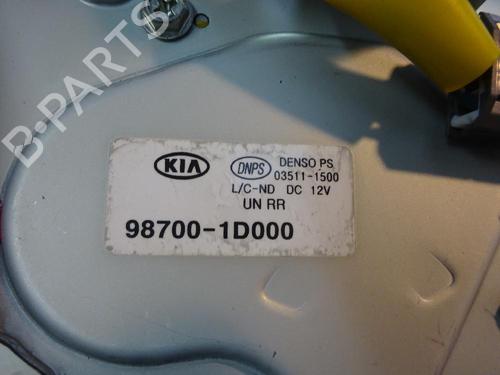 B-PARTS
KIA DNPS DENSO PS
03511-1500
L/C-ND DC 12V
UN RR
98700-1D000